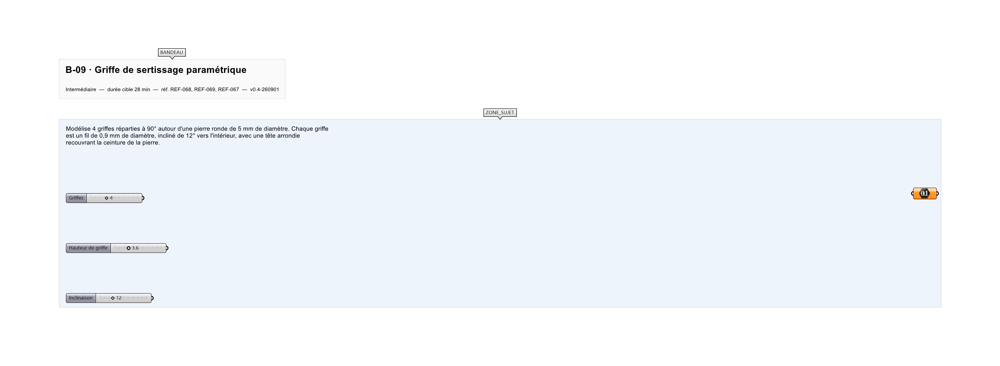 BANDEAU
B-09 · Griffe de sertissage paramétrique
Intermédiaire — durée cible 28 min — réf. REF-068, REF-069, REF-067 — v0.4-260901
ZONE_SUJET
Modélise 4 griffes réparties à 90° autour d'une pierre ronde de 5 mm de diamètre. Chaque griffe
est un fil de 0,9 mm de diamètre, incliné de 12° vers l'intérieur, avec une tête arrondie
recouvrant la ceinture de la pierre.
0.1
Griffes 4
Hauteur de griffe 3.6
Inclinaison 12